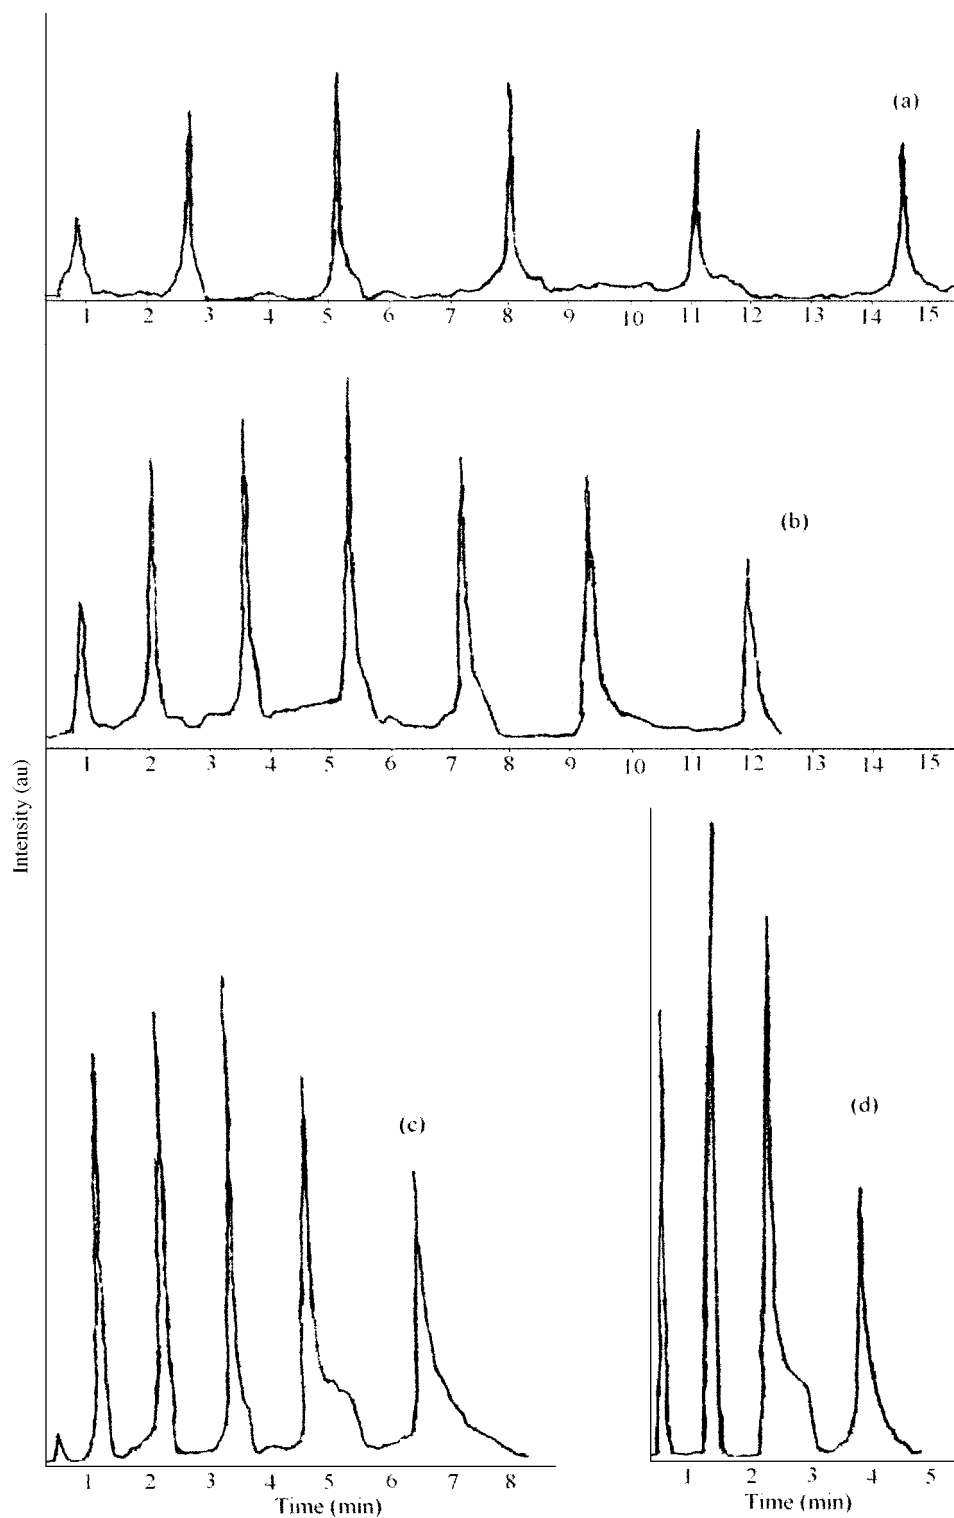 (a)
1 2 3 4 5 6 7 8 9 10 11 12 13 14 15
(b)
1 2 3 4 5 6 7 8 9 10 11 12 13 14 15
Intensity (au)
(c)
(d)
1 2 3 4 5 6 7 8
1 2 3 4 5
Time (min)
Time (min)